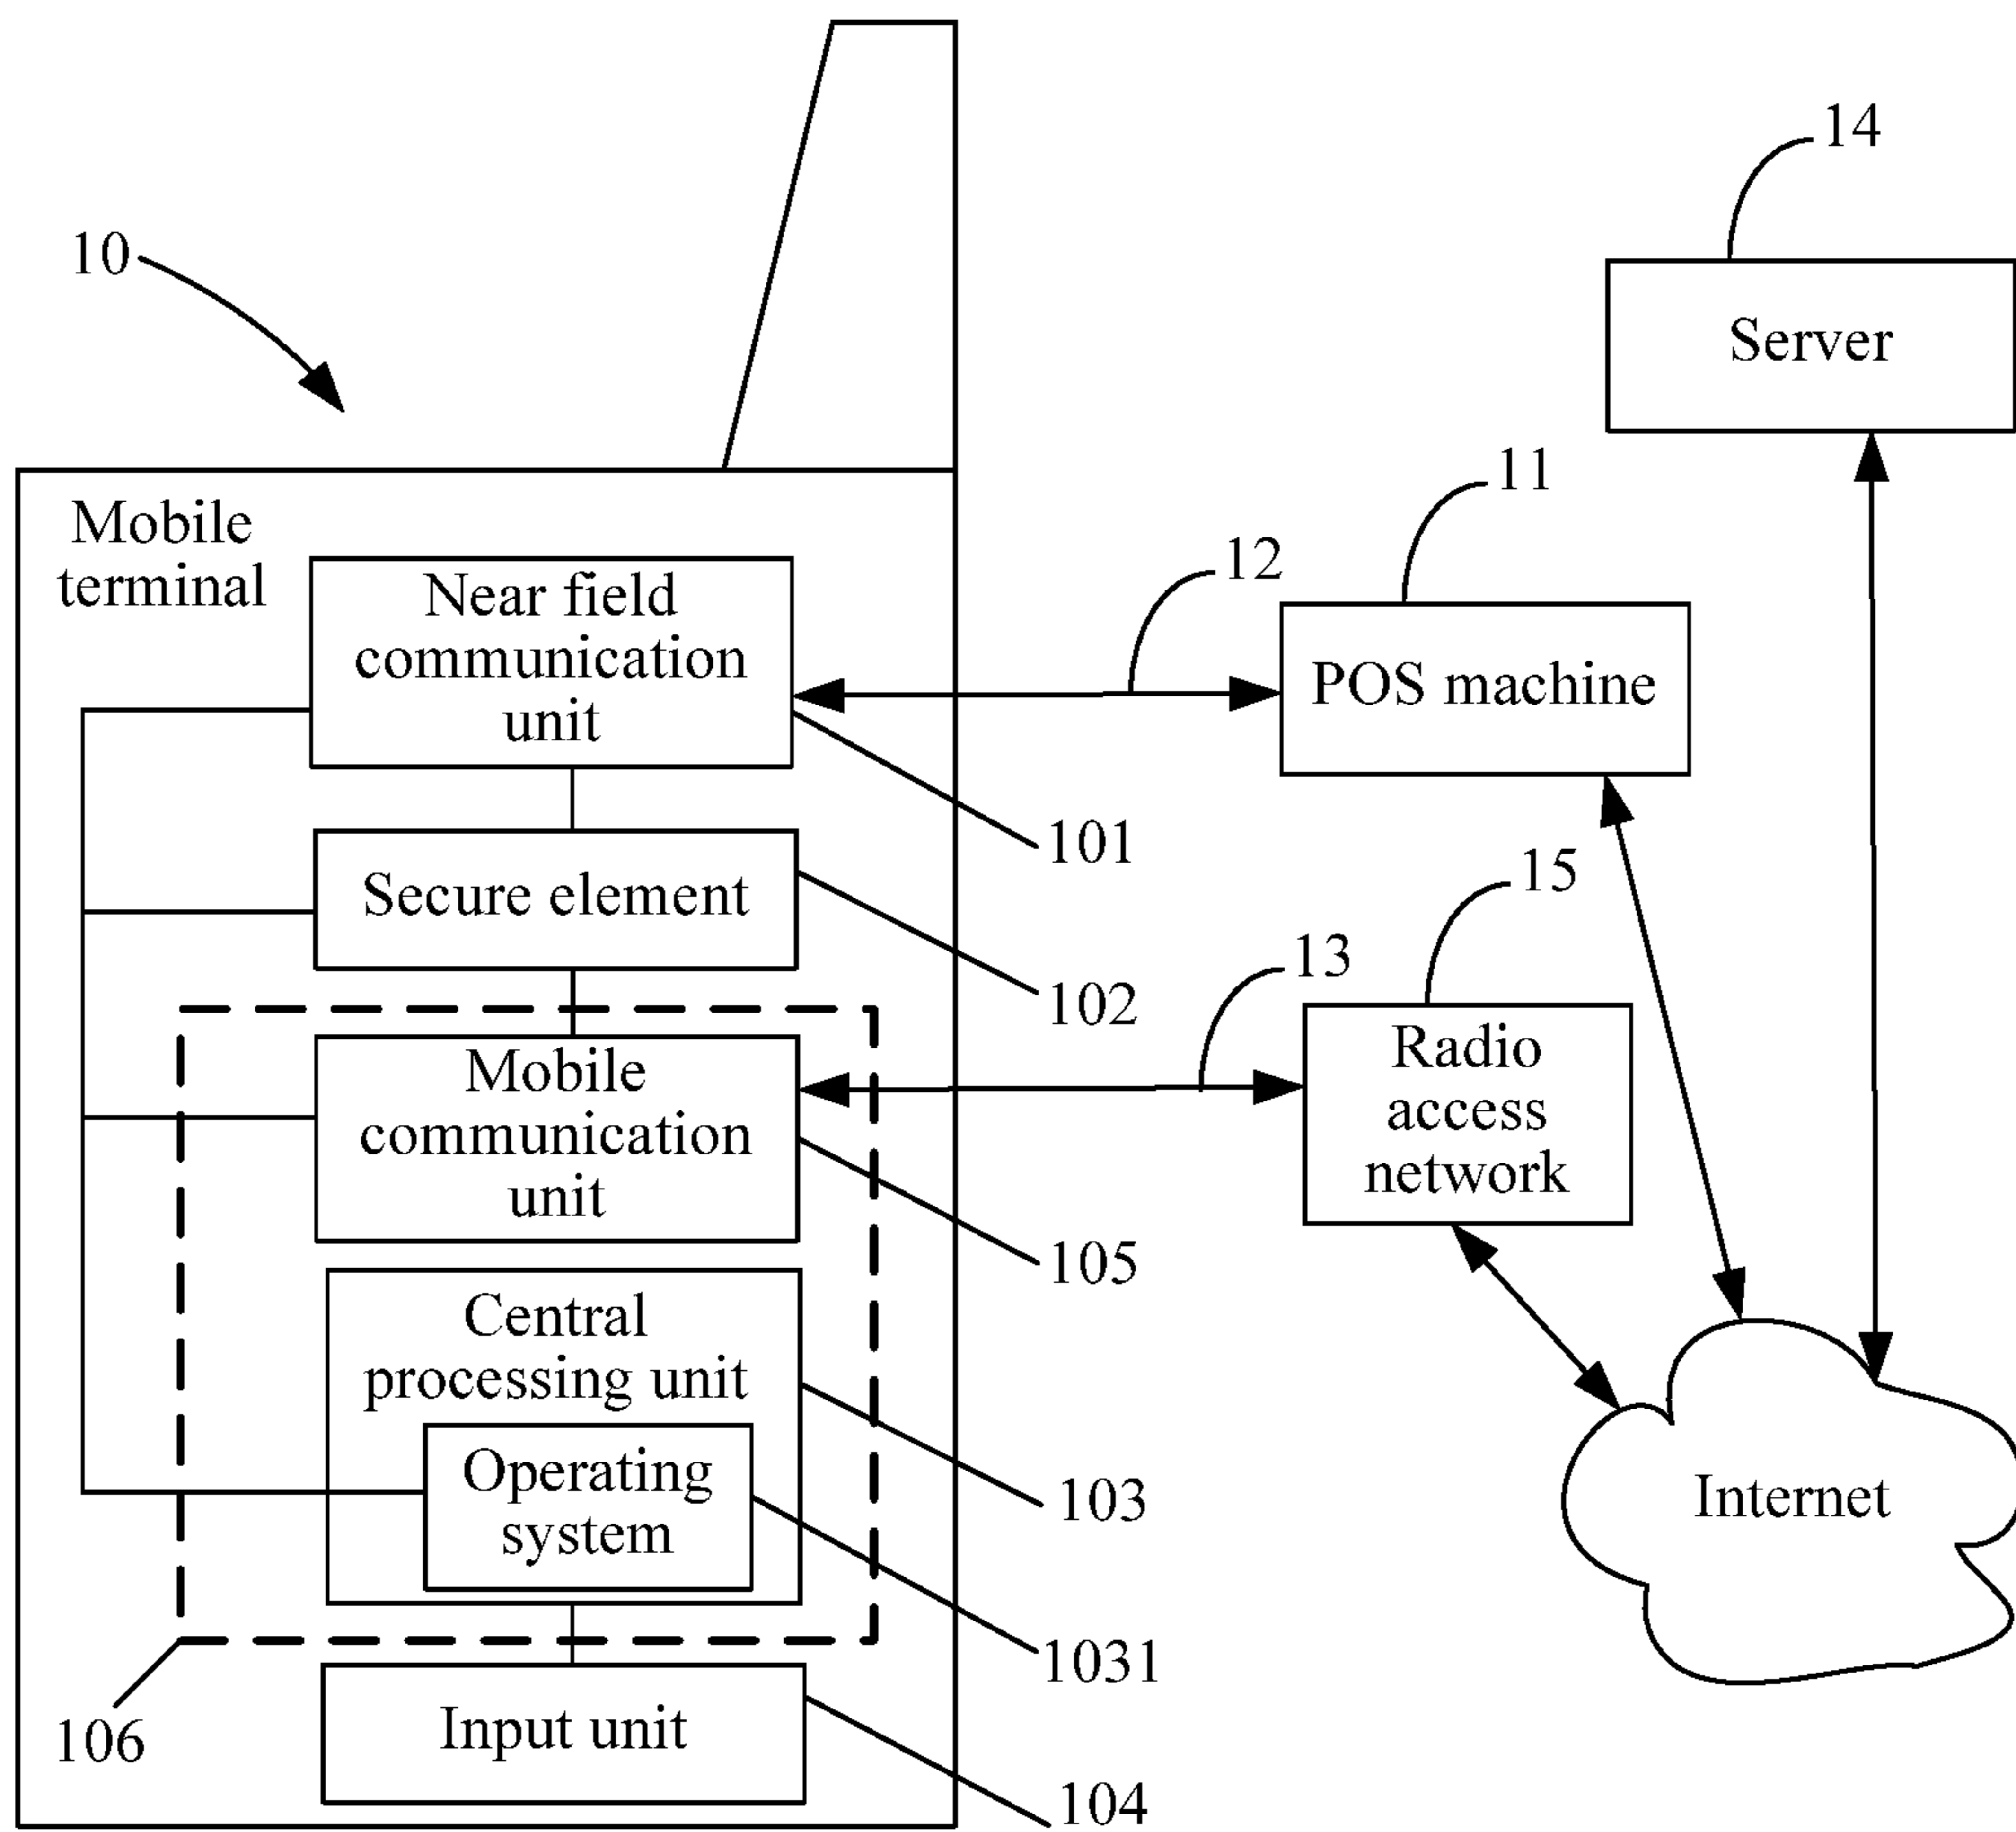 14
10
Server
11
Mobile
terminal
12
Near field
communication
unit
POS machine
101
15
Secure element
13
102
Radio
access
network
Mobile
communication
unit
105
Central
processing unit
103
Operating
system
Internet
1031
106
Input unit
104